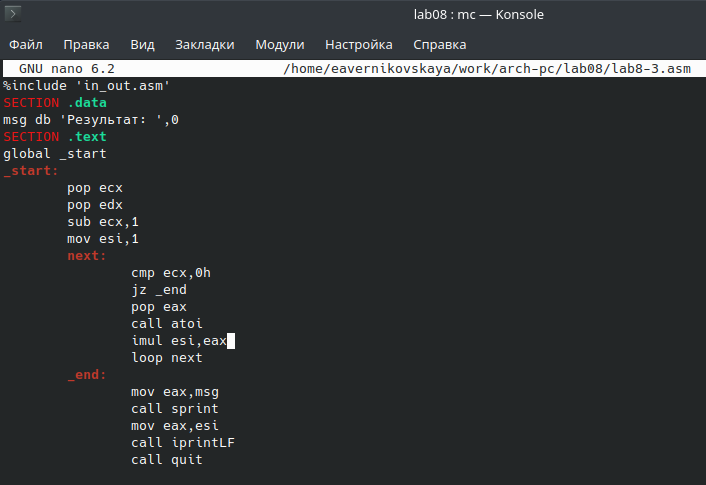 lab08 : mc — Konsole
Файл Правка Вид Закладки Модули Настройка Справка
GNU nano 6.2 /home/eavernikovskaya/work/arch-pc/lab08/lab8-3.asm
%include 'in_out.asm'
SECTION .data
msg db 'Результат: ',0
SECTION .text
global _start
_start:
pop ecx
pop edx
sub ecx,1
mov esi,1
next:
cmp ecx,0h
jz _end
pop eax
call atoi
imul esi,eax
loop next
_end:
mov eax,msg
call sprint
mov eax,esi
call iprintLF
call quit